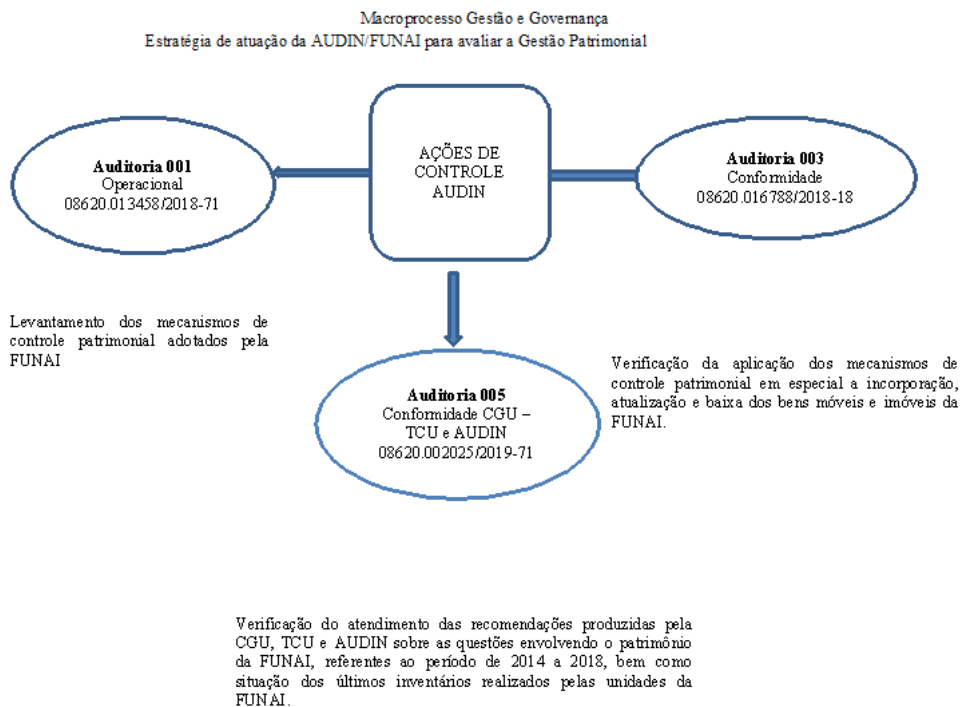 Macroprocesso Gestão e Governança
Estratégia de atuação da AUDIN/FUNAI para avaliar a Gestão Patrimonial
AÇÕES DE
CONTROLE
AUDIN
Auditoria 001
Operacional
08620.013458/2018-71
Auditoria 003
Conformidade
08620.016788/2018-18
Levantamento dos mecanismos de
controle patrimonial adotados pela
FUNAI
Auditoria 005
Conformidade CGU –
TCU e AUDIN
08620.002025/2019-71
Verificação da aplicação dos mecanismos de
controle patrimonial em especial a incorporação,
atualização e baixa dos bens móveis e imóveis da
FUNAI.
Verificação do atendimento das recomendações produzidas pela
CGU, TCU e AUDIN sobre as questões envolvendo o patrimônio
da FUNAI, referentes ao período de 2014 a 2018, bem como
situação dos últimos inventários realizados pelas unidades da
FUNAI.